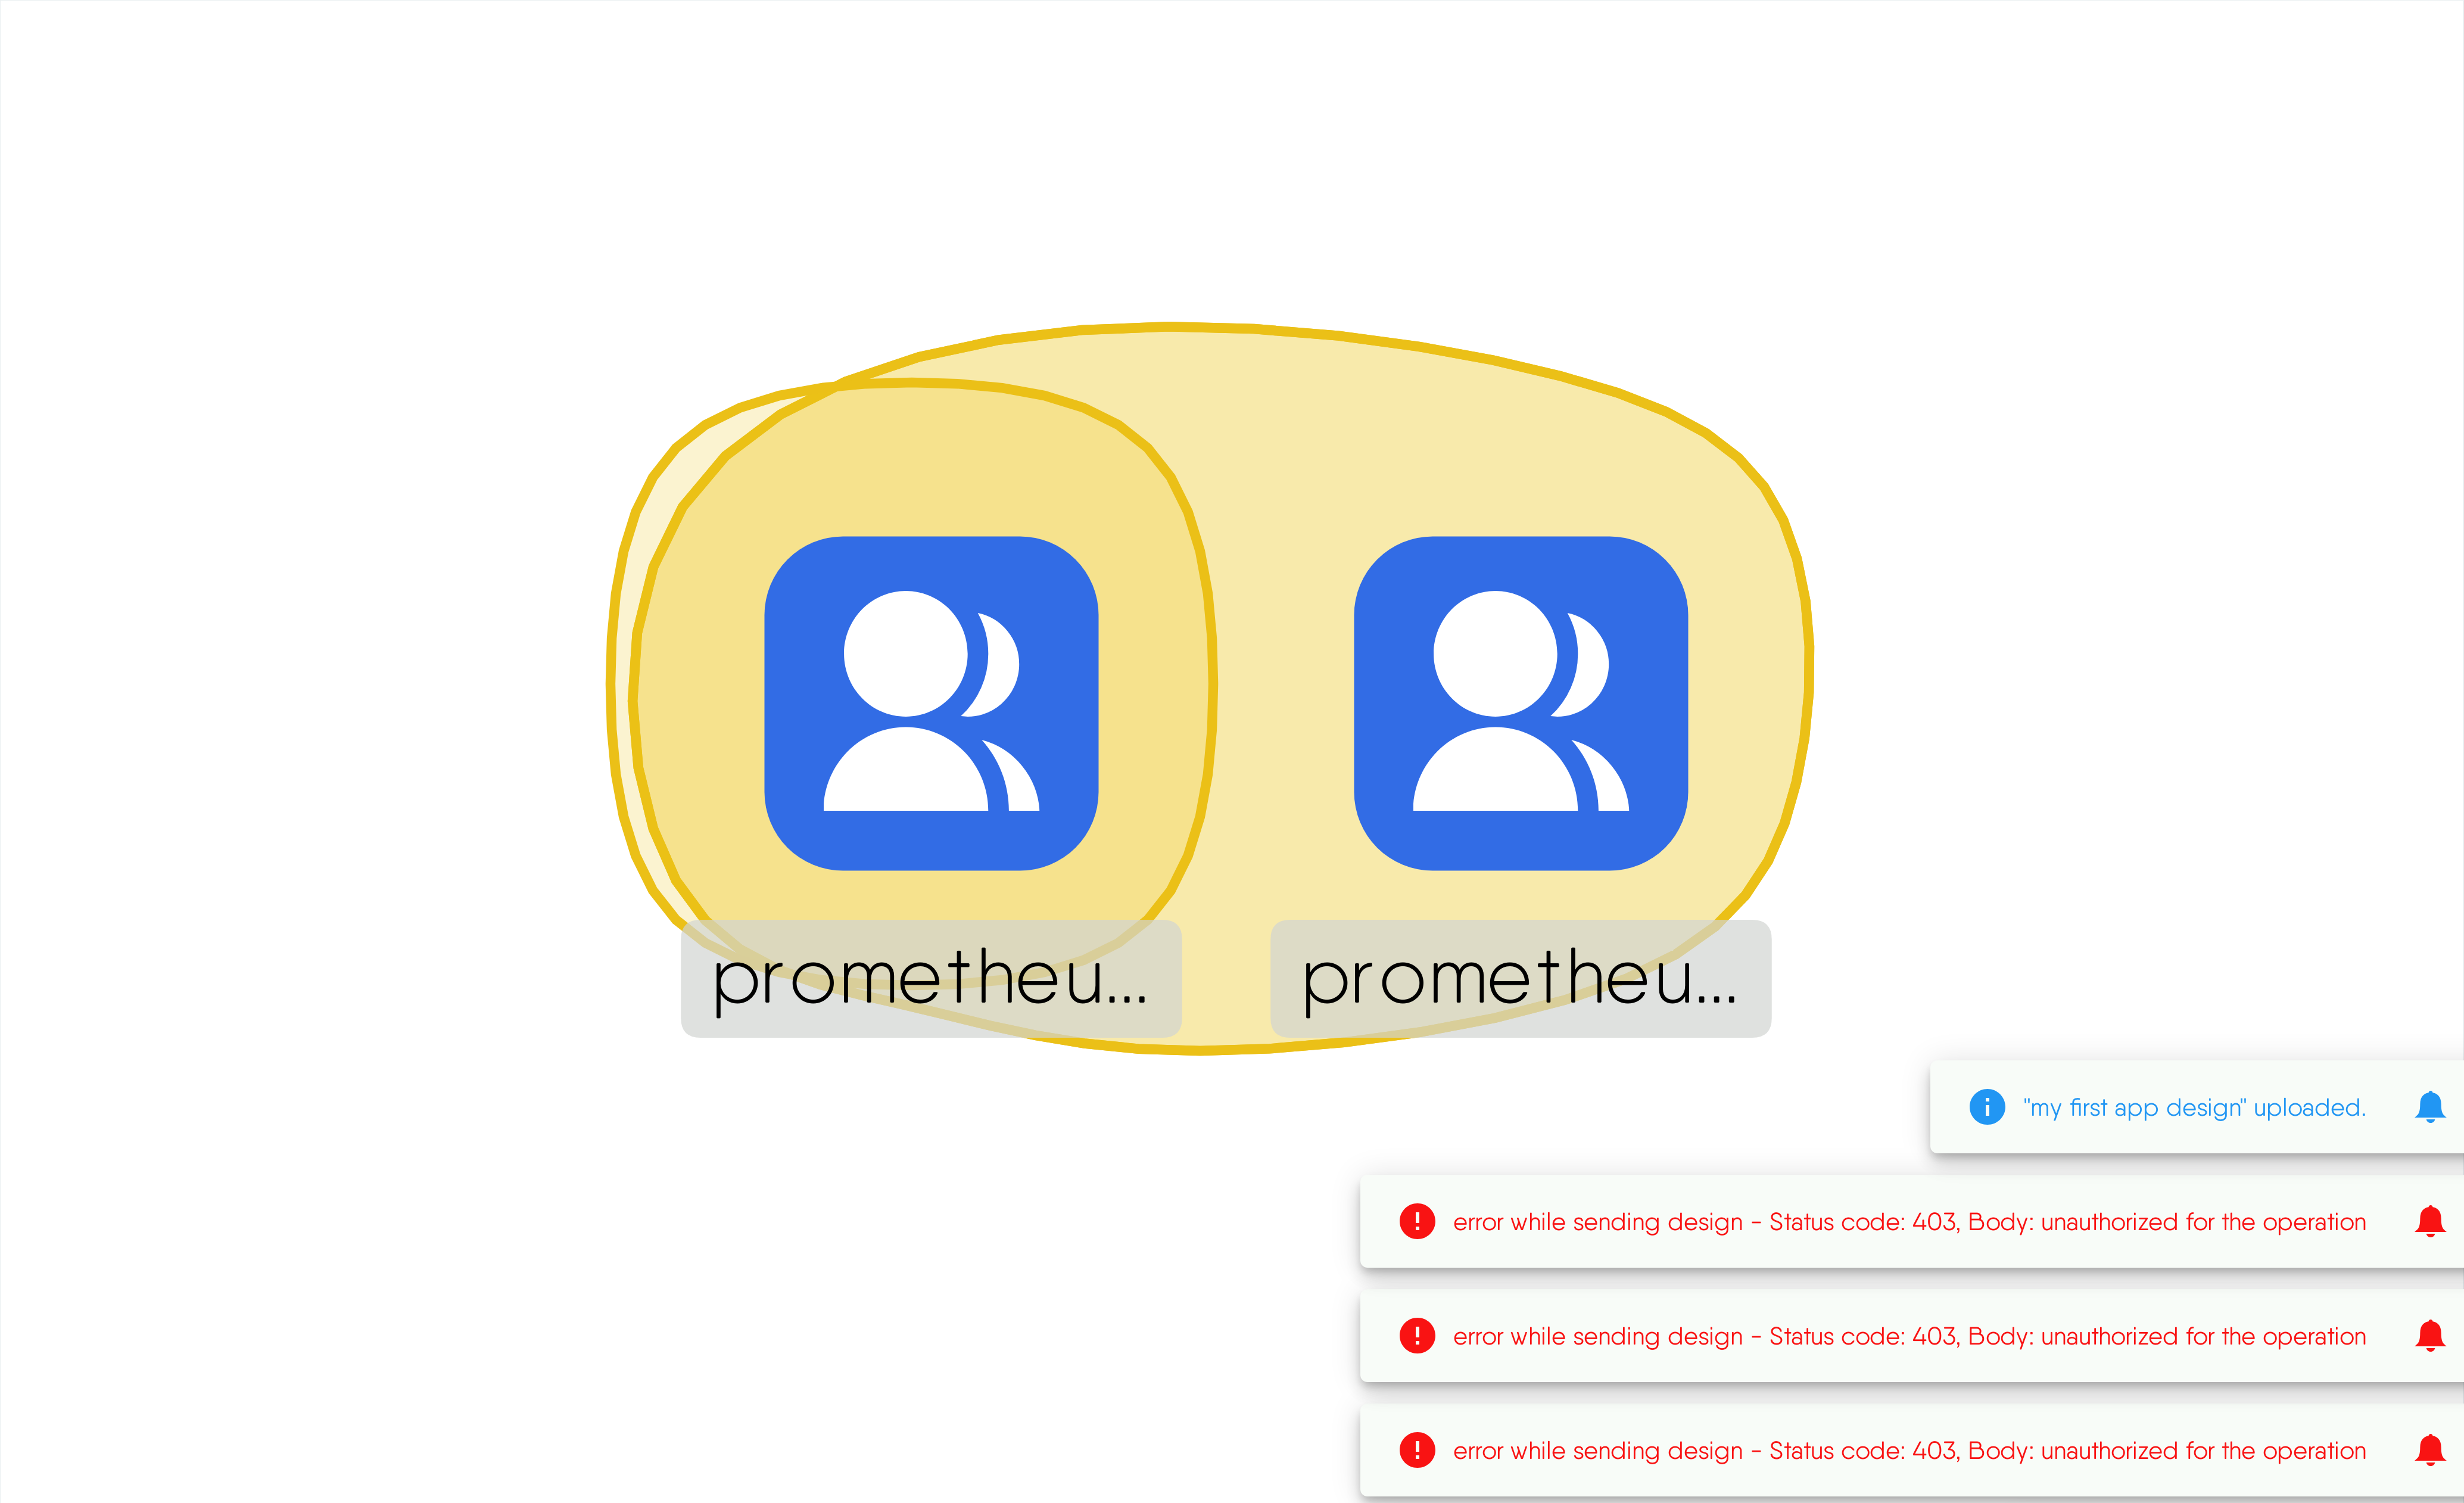 prometheu...
prometheu...
"my first app design" uploaded.
error while sending design - Status code: 403, Body: unauthorized for the operation
error while sending design - Status code: 403, Body: unauthorized for the operation
error while sending design - Status code: 403, Body: unauthorized for the operation